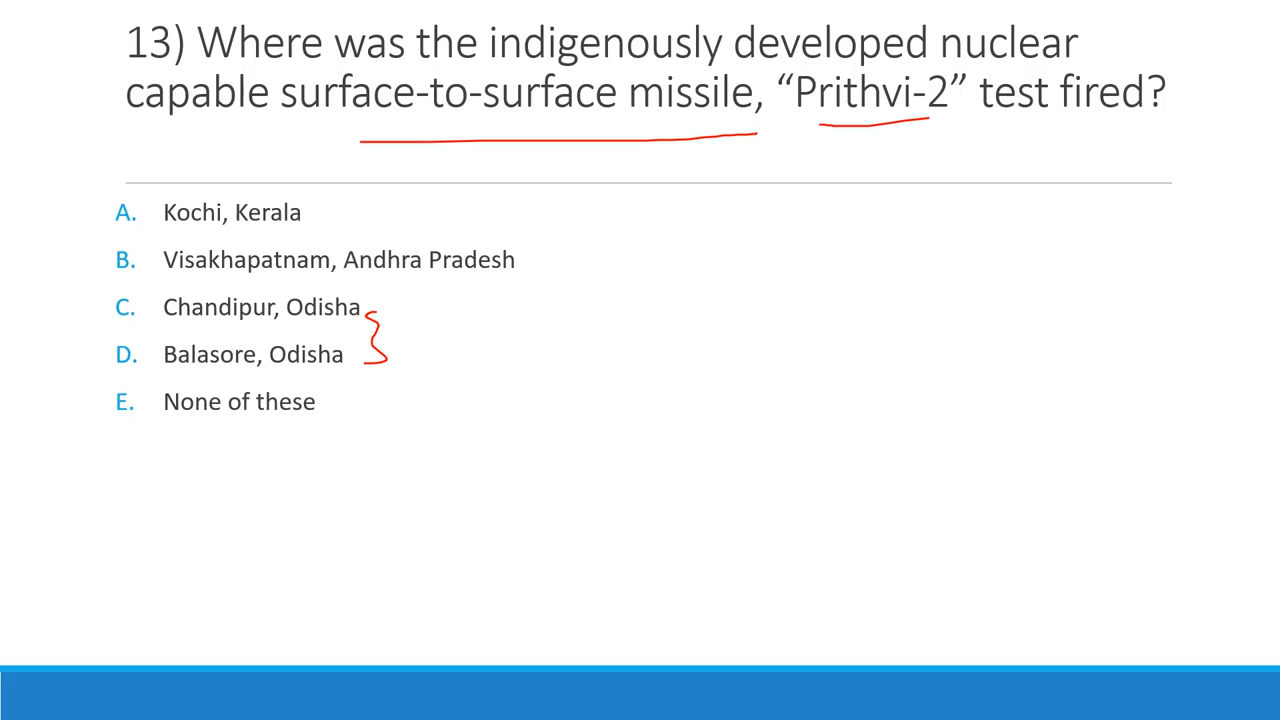 13) Where was the indigenously developed nuclear
capable surface-to-surface missile, “Prithvi-2” test fired?
A. Kochi, Kerala
B. Visakhapatnam, Andhra Pradesh
C. Chandipur, Odisha
D. Balasore, Odisha
E. None of these